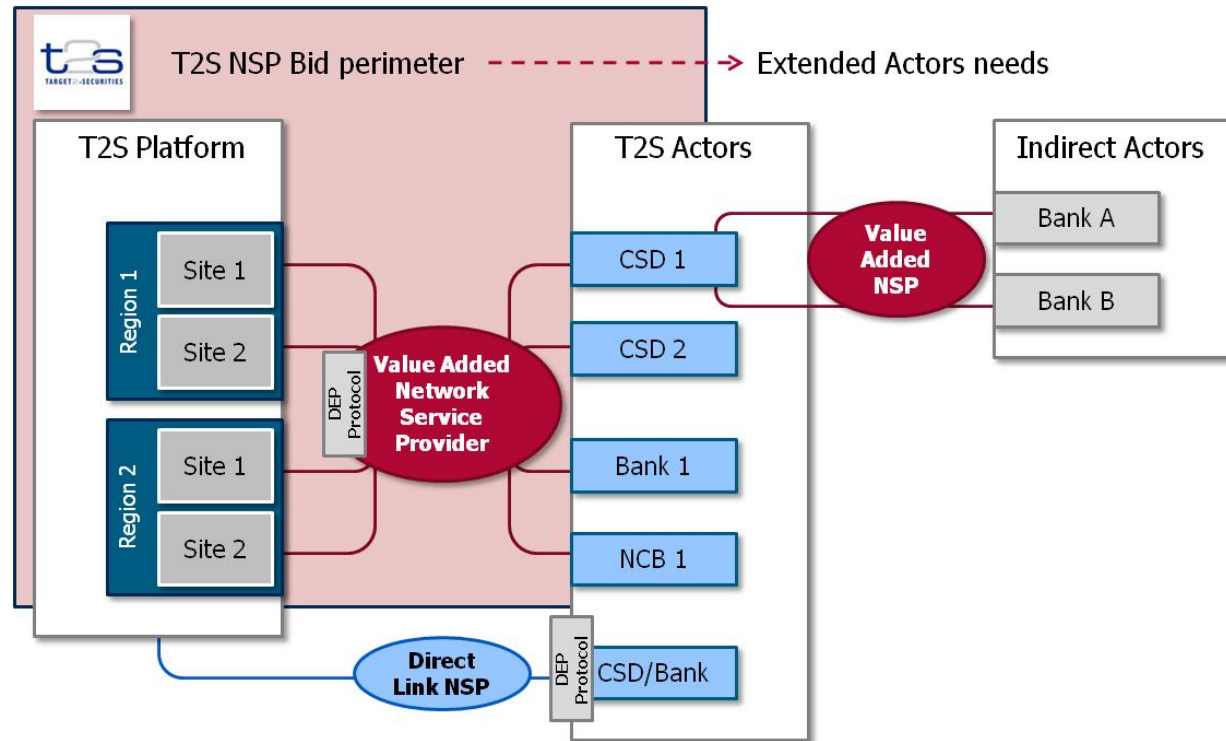 t2s
TARGET2-SECURITIES
T2S NSP Bid perimeter
Extended Actors needs
T2S Platform
T2S Actors
Indirect Actors
Region 1
Site 1
Site 2
Region 2
Site 1
Site 2
DEP
Protocol
Value Added
Network
Service
Provider
CSD 1
CSD 2
Bank 1
NCB 1
Value
Added
NSP
Bank A
Bank B
Direct
Link NSP
DEP
Protocol
CSD/Bank